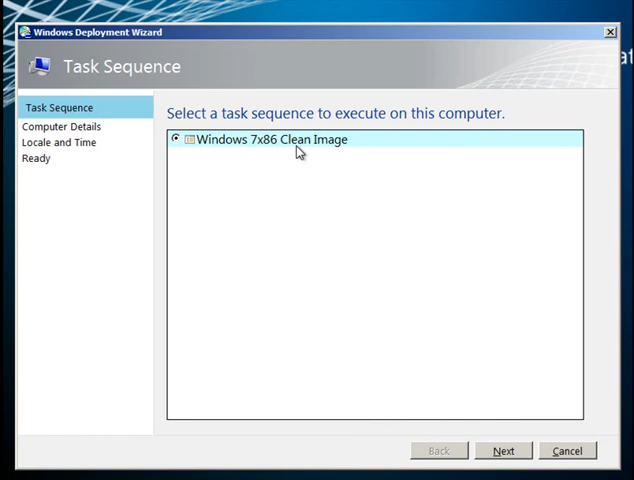 Windows Deployment Wizard
Task Sequence
Task Sequence
Computer Details
Locale and Time
Ready
Select a task sequence to execute on this computer.
Windows 7x86 Clean Image
Back
Next
Cancel